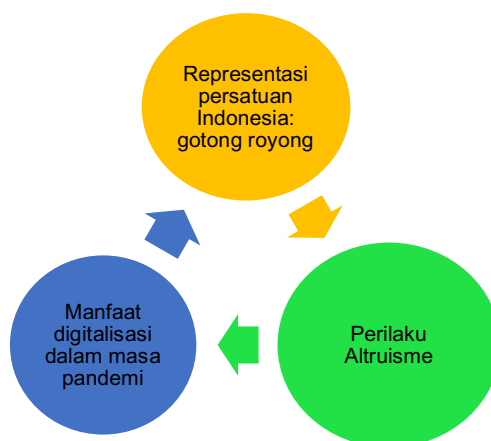 Representasi
persatuan
Indonesia:
gotong royong
Perilaku
Altruisme
Manfaat
digitalisasi
dalam masa
pandemi